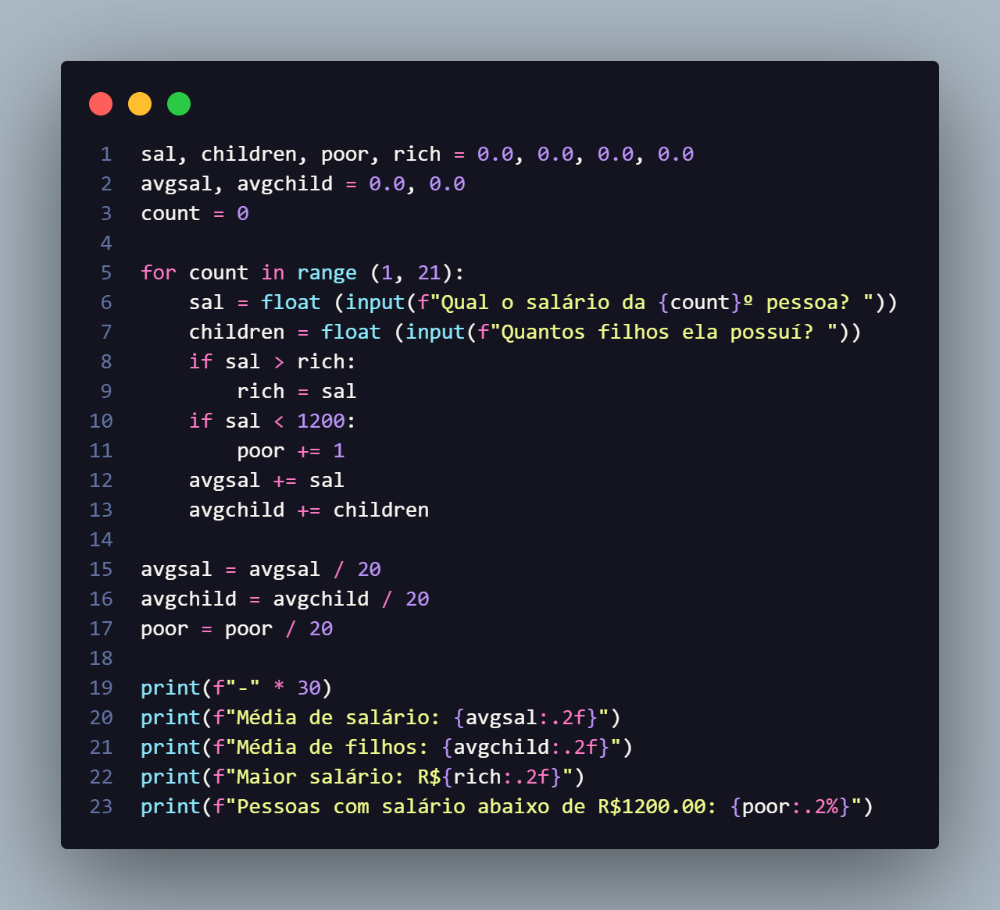 1 sal, children, poor, rich = 0.0, 0.0, 0.0, 0.0
2 avgsal, avgchild = 0.0, 0.0
3 count = 0
4
5 for count in range (1, 21):
6     sal = float (input(f"Qual o salário da {count}º pessoa? "))
7     children = float (input(f"Quantos filhos ela possuí? "))
8     if sal > rich:
9         rich = sal
10     if sal < 1200:
11         poor += 1
12     avgsal += sal
13     avgchild += children
14
15 avgsal = avgsal / 20
16 avgchild = avgchild / 20
17 poor = poor / 20
18
19 print(f"-" * 30)
20 print(f"Média de salário: {avgsal:.2f}")
21 print(f"Média de filhos: {avgchild:.2f}")
22 print(f"Maior salário: R${rich:.2f}")
23 print(f"Pessoas com salário abaixo de R$1200.00: {poor:.2%}")